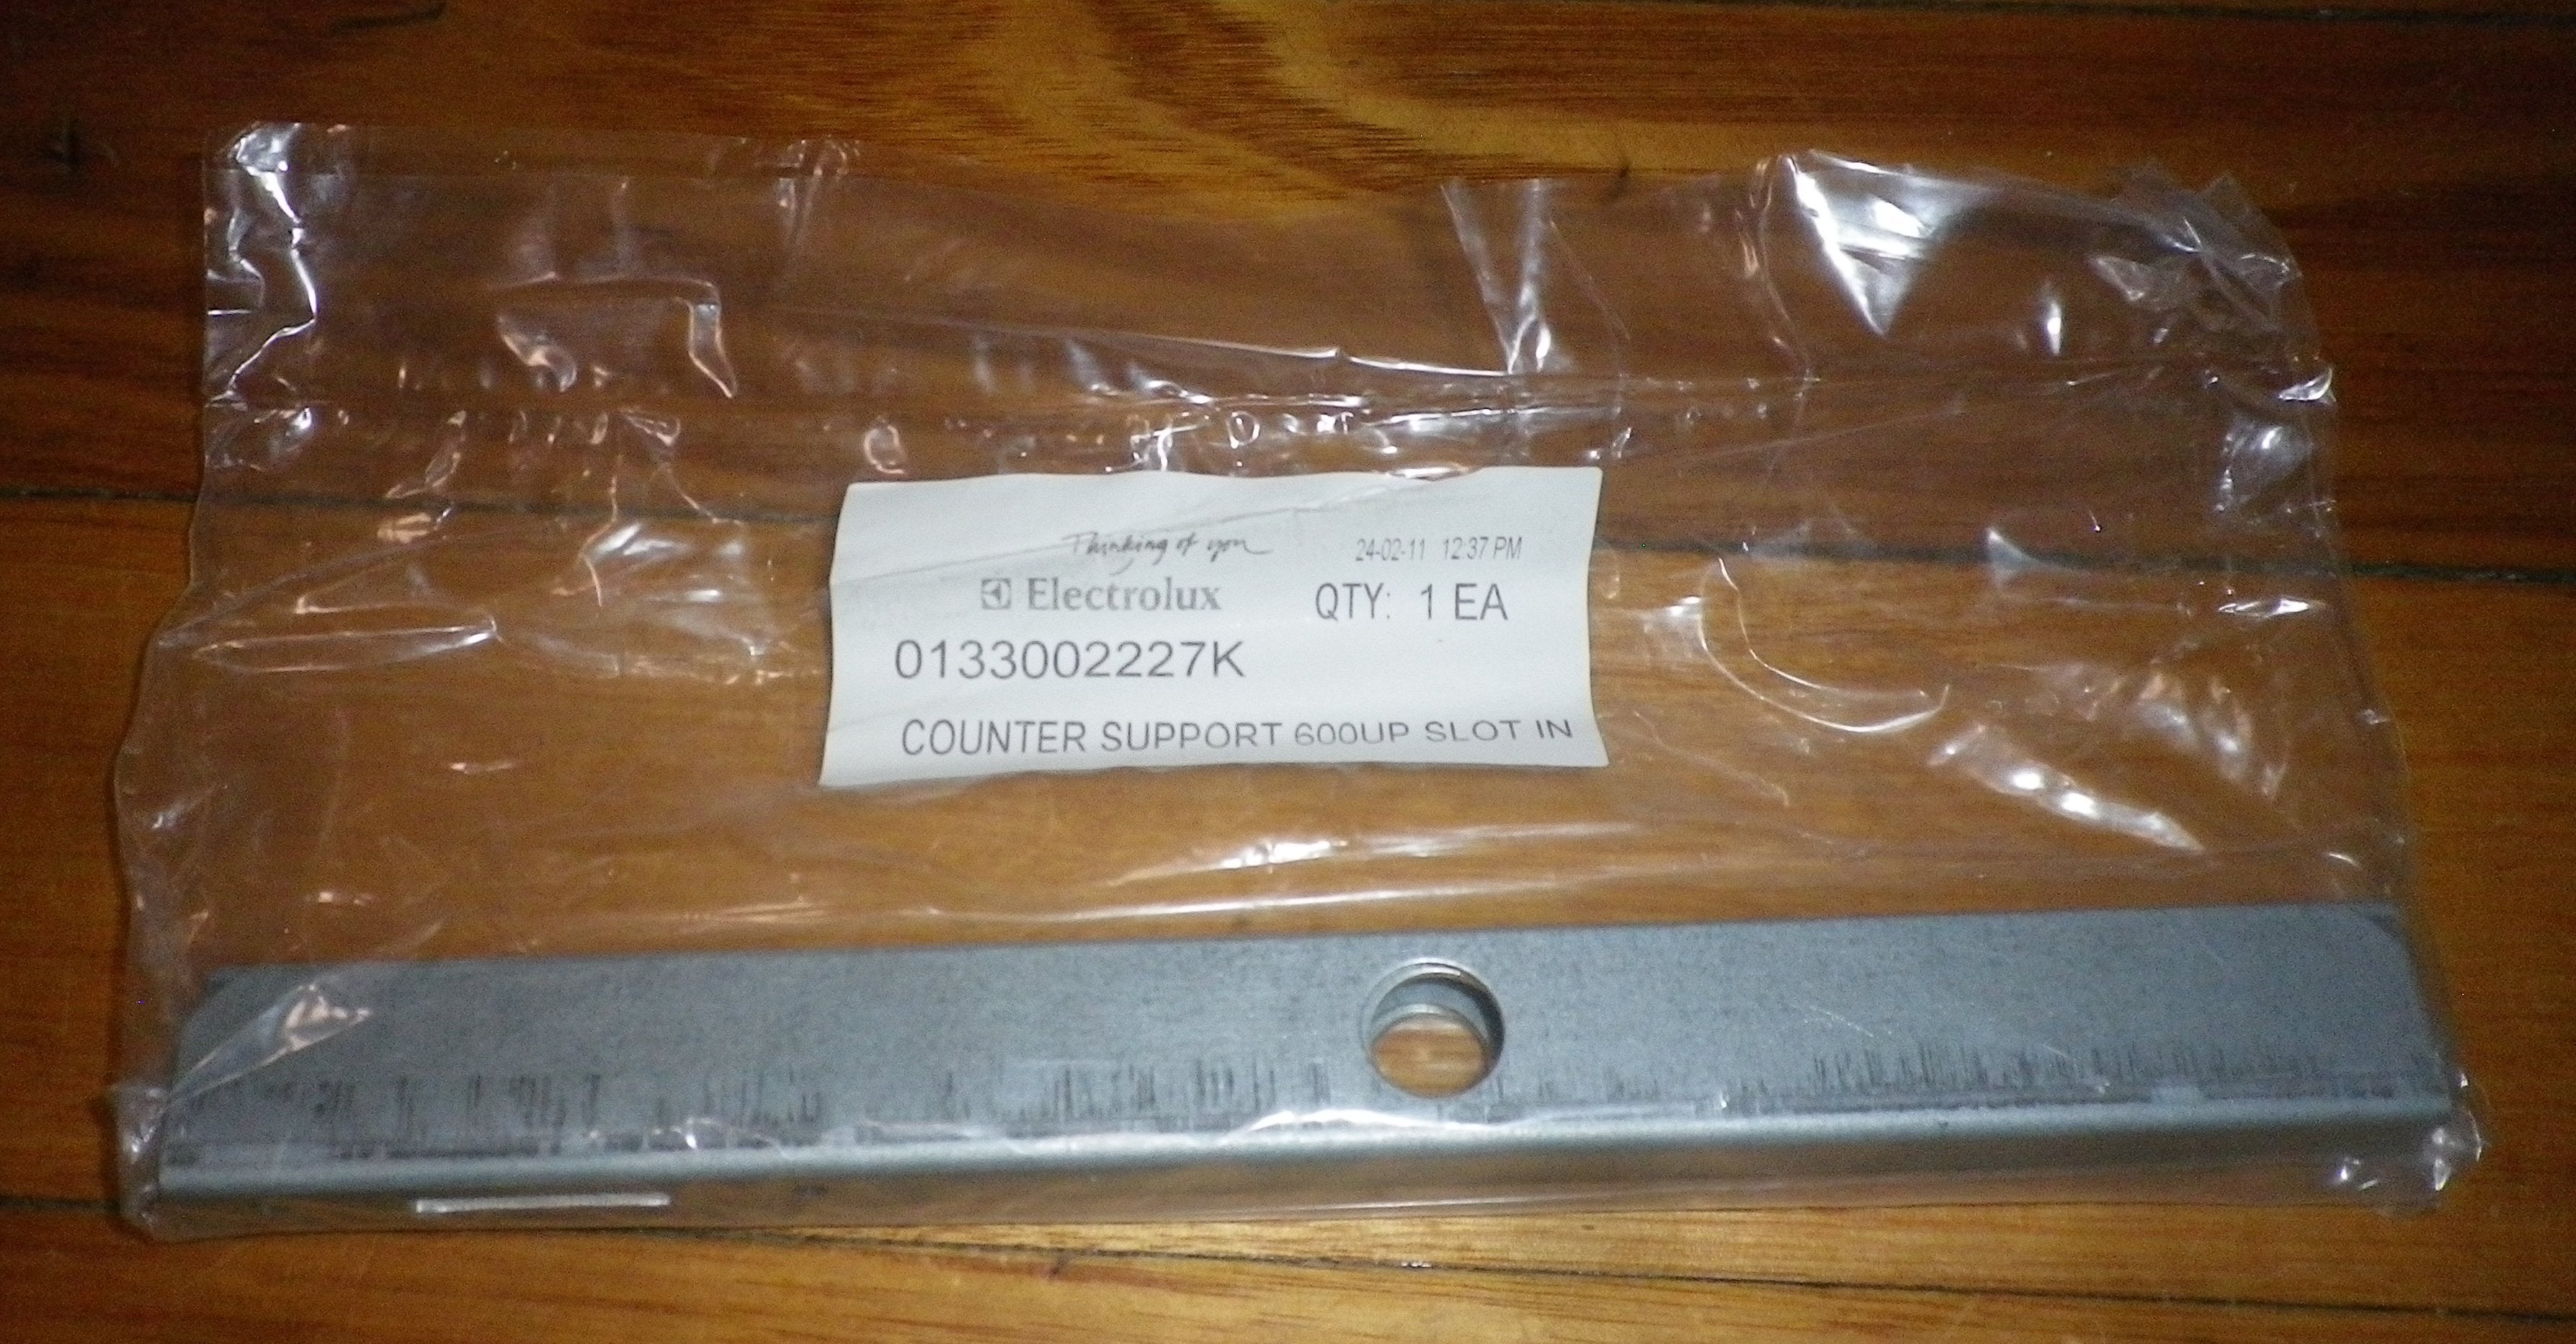 Thinking of you
24-02-11 12:37 PM
Electrolux
QTY: 1 EA
0133002227K
COUNTER SUPPORT 600UP SLOT IN